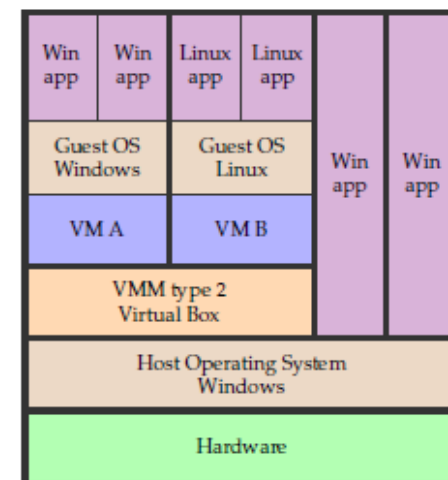 Win
app
Win
app
Linux
app
Linux
app
Win
app
Win
app
Guest OS
Windows
Guest OS
Linux
VM A
VM B
VMM type 2
Virtual Box
Host Operating System
Windows
Hardware